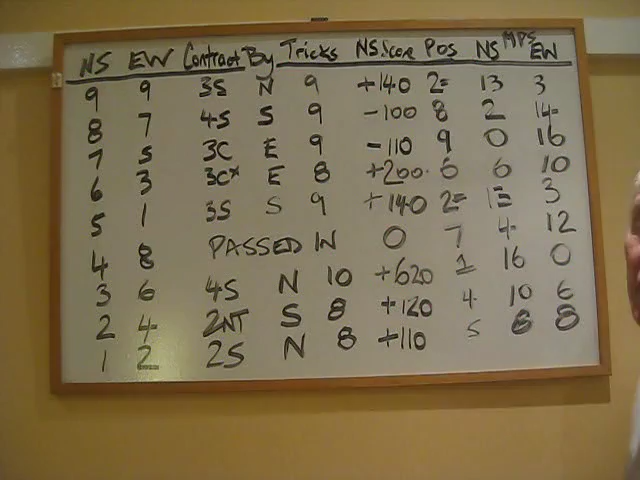 NS EW Contract By Tricks NS Score Pos NS MPS EW
9 9 3S N 9 +140 2= 13 3
8 7 4S S 9 -100 8 2 14
7 5 3C E 9 -110 9 0 16
6 3 3Cx E 8 +200 6 6 10
5 1 3S S 9 +140 2= 13 3
4 8 PASSED IN 0 7 4 12
3 6 4S N 10 +620 1 16 0
2 4 2NT S 8 +120 4 10 6
1 2 2S N 8 +110 5 8 8